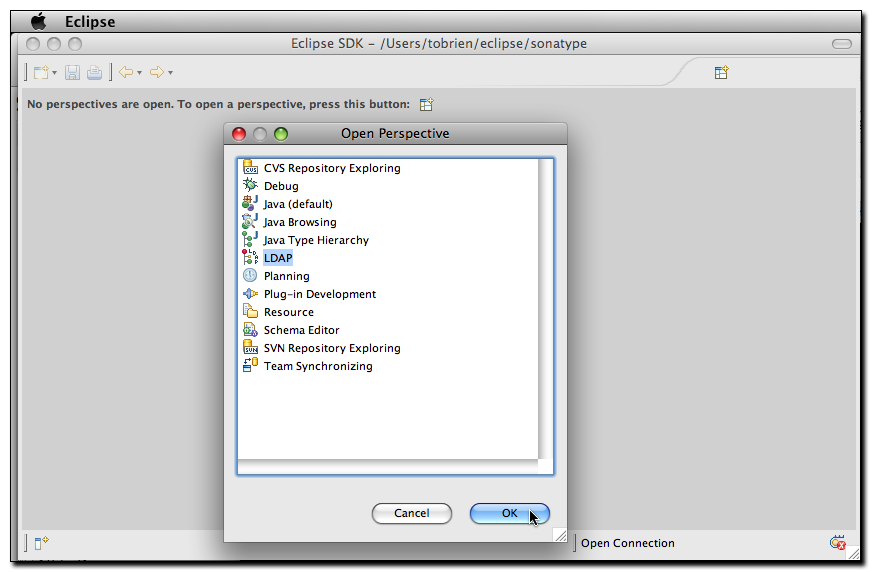 Eclipse
Eclipse SDK – /Users/tobrien/eclipse/sonatype
No perspectives are open. To open a perspective, press this button:
Open Perspective
CVS Repository Exploring
Debug
Java (default)
Java Browsing
Java Type Hierarchy
LDAP
Planning
Plug-in Development
Resource
Schema Editor
SVN Repository Exploring
Team Synchronizing
Cancel
OK
Open Connection